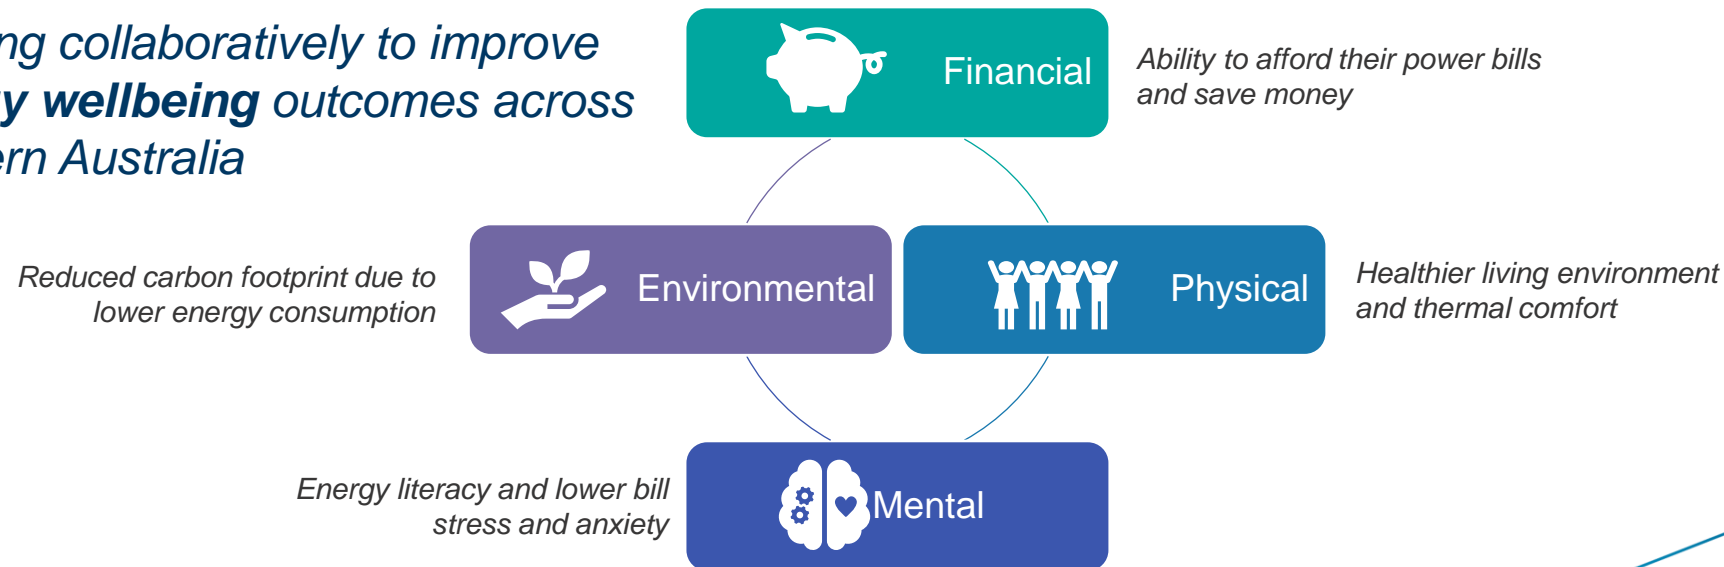 collaboratively to improve
wellbeing outcomes across
Australia
Financial
Ability to afford their power bills
and save money
Environmental
Reduced carbon footprint due to
lower energy consumption
Physical
Healthier living environment
and thermal comfort
Mental
Energy literacy and lower bill
stress and anxiety